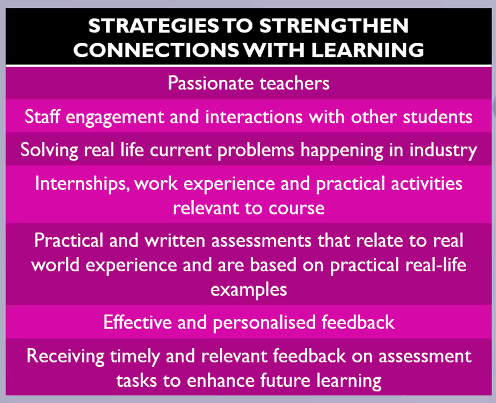 STRATEGIES TO STRENGTHEN
CONNECTIONS WITH LEARNING
Passionate teachers
Staff engagement and interactions with other students
Solving real life current problems happening in industry
Internships, work experience and practical activities
relevant to course
Practical and written assessments that relate to real
world experience and are based on practical real-life
examples
Effective and personalised feedback
Receiving timely and relevant feedback on assessment
tasks to enhance future learning